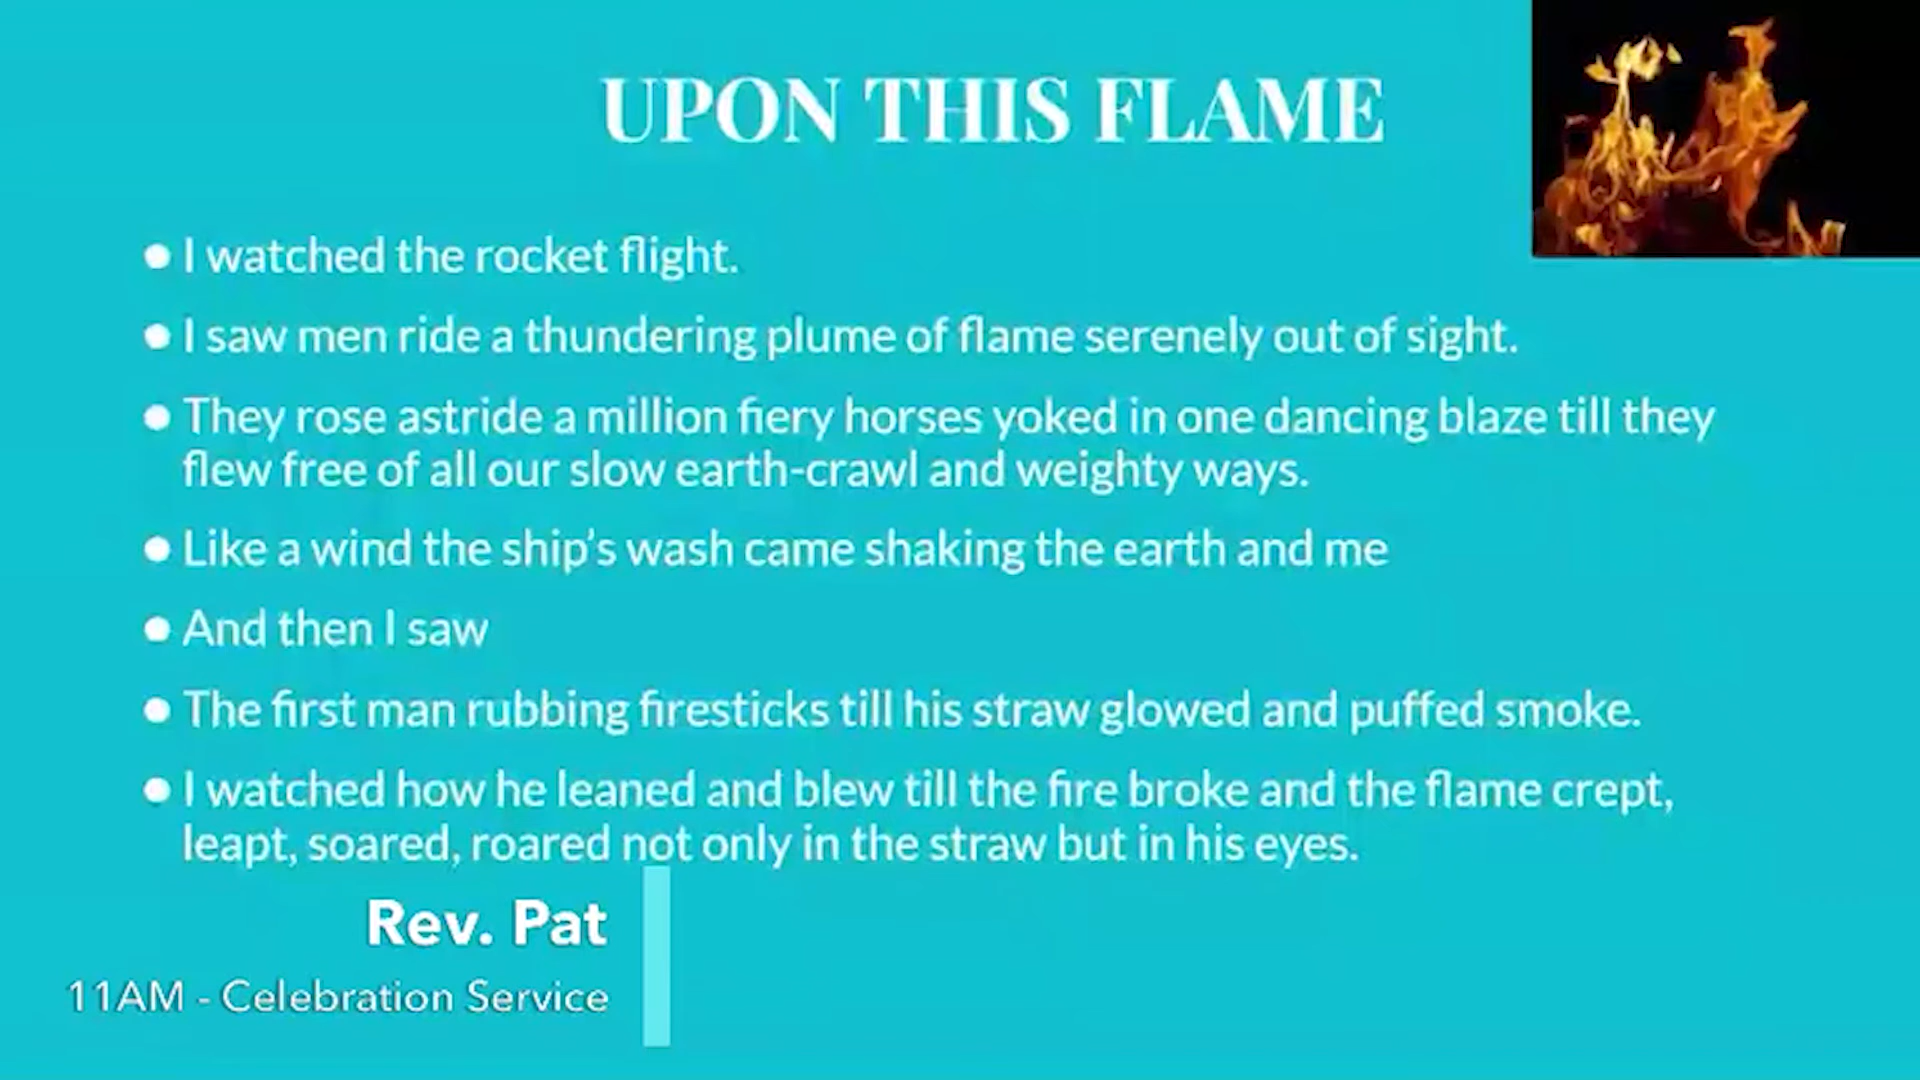 UPON THIS FLAME
● I watched the rocket flight.
● I saw men ride a thundering plume of flame serenely out of sight.
● They rose astride a million fiery horses yoked in one dancing blaze till they
flew free of all our slow earth-crawl and weighty ways.
● Like a wind the ship's wash came shaking the earth and me
● And then I saw
● The first man rubbing firesticks till his straw glowed and puffed smoke.
● I watched how he leaned and blew till the fire broke and the flame crept,
leapt, soared, roared not only in the straw but in his eyes.
Rev. Pat
11AM - Celebration Service